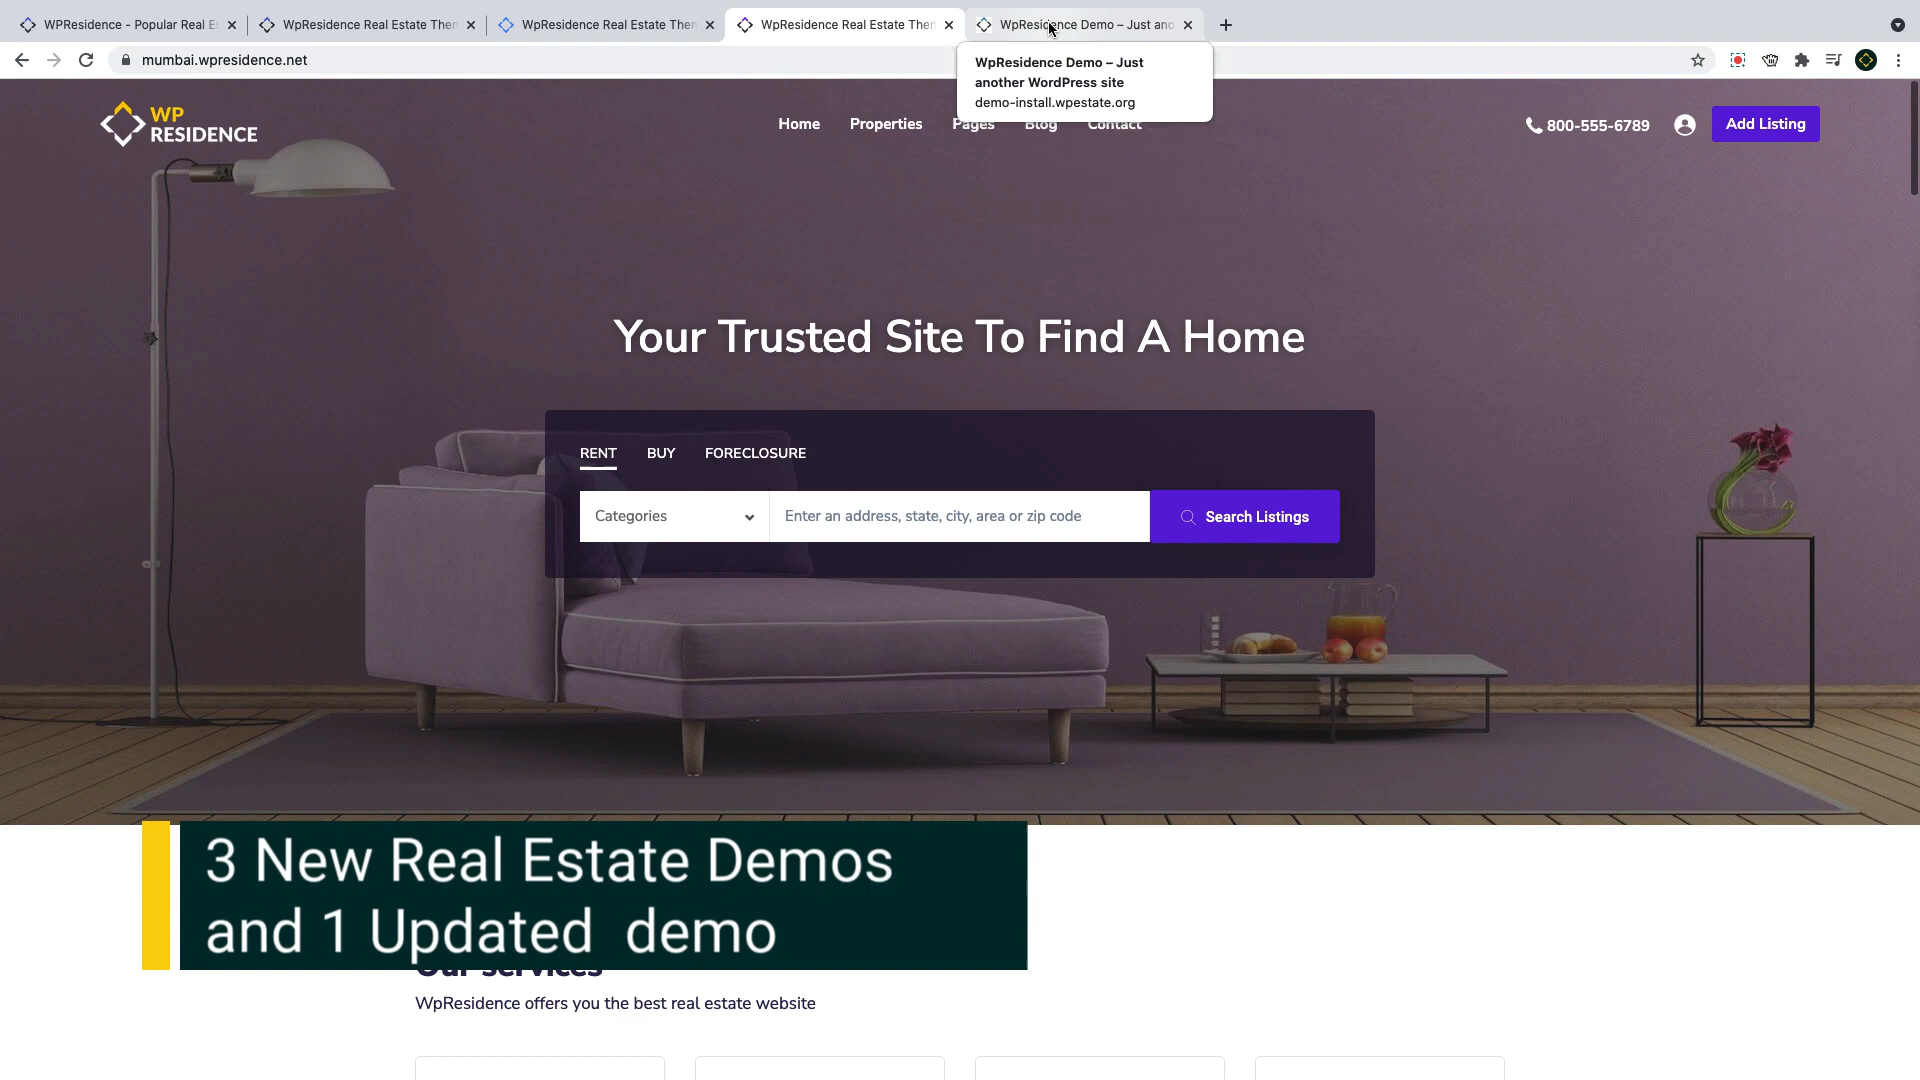 WPResidence - Popular Real E
WpResidence Real Estate Ther
WpResidence Real Estate Ther
WpResidence Real Estate Ther
WpResidence Demo – Just ano
mumbai.wpresidence.net
WpResidence Demo – Just
another WordPress site
demo-install.wpestate.org
WP
RESIDENCE
Home
Properties
Pages
Blog
Contact
800-555-6789
Add Listing
Your Trusted Site To Find A Home
RENT
BUY
FORECLOSURE
Categories
Enter an address, state, city, area or zip code
Search Listings
3 New Real Estate Demos
and 1 Updated demo
Our services
WpResidence offers you the best real estate website